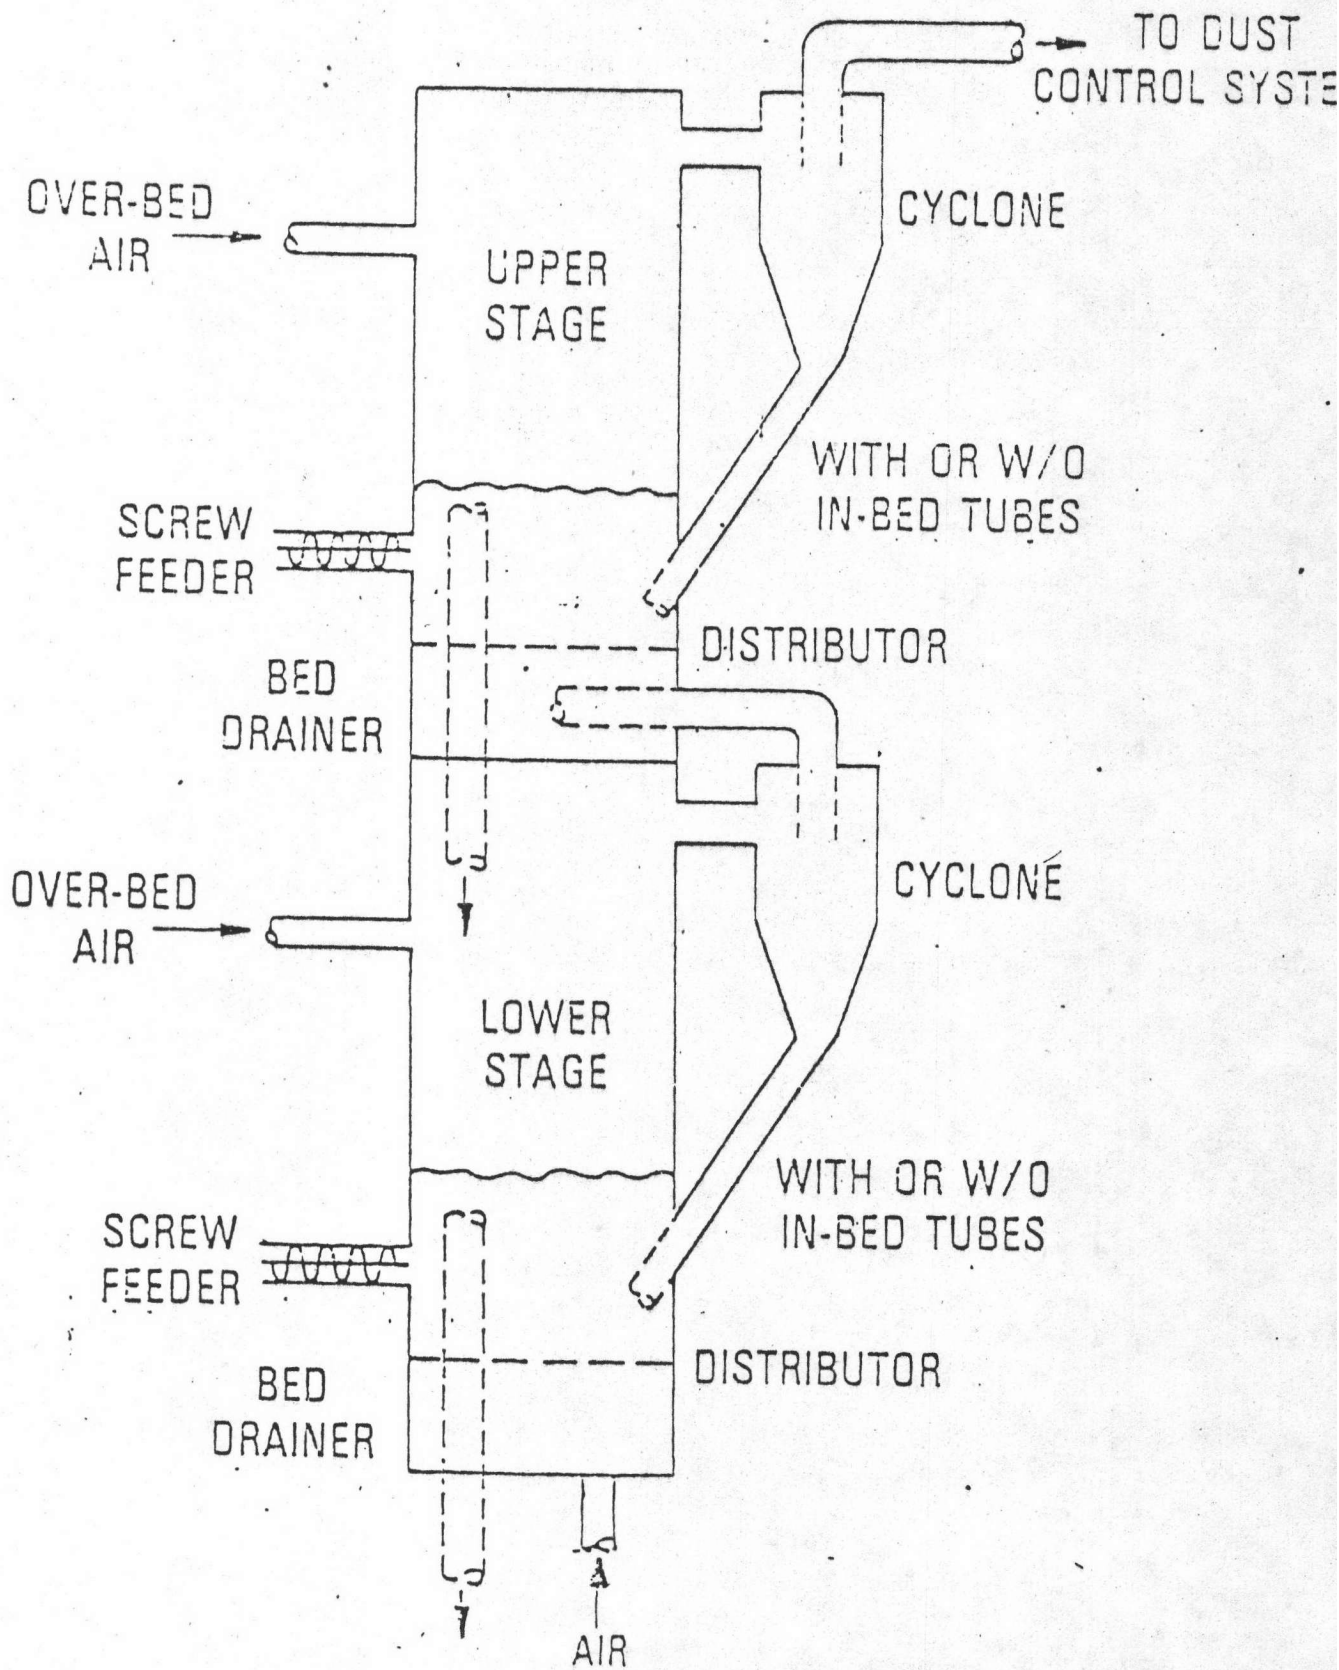 TO DUST
CONTROL SYSTE
OVER-BED
AIR
CYCLONE
UPPER
STAGE
WITH OR W/O
IN-BED TUBES
SCREW
FEEDER
DISTRIBUTOR
BED
DRAINER
CYCLONE
OVER-BED
AIR
LOWER
STAGE
WITH OR W/O
IN-BED TUBES
SCREW
FEEDER
DISTRIBUTOR
BED
DRAINER
AIR